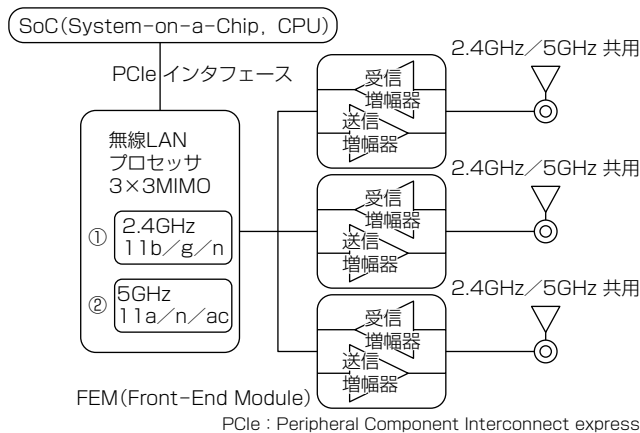 SoC(System-on-a-Chip, CPU)
PCIe インタフェース
無線LAN
プロセッサ
3×3MIMO
① 2.4GHz
11b/g/n
② 5GHz
11a/n/ac
受信
増幅器
送信
増幅器
2.4GHz/5GHz 共用
受信
増幅器
送信
増幅器
2.4GHz/5GHz 共用
受信
増幅器
送信
増幅器
2.4GHz/5GHz 共用
FEM(Front-End Module)
PCIe:Peripheral Component Interconnect express